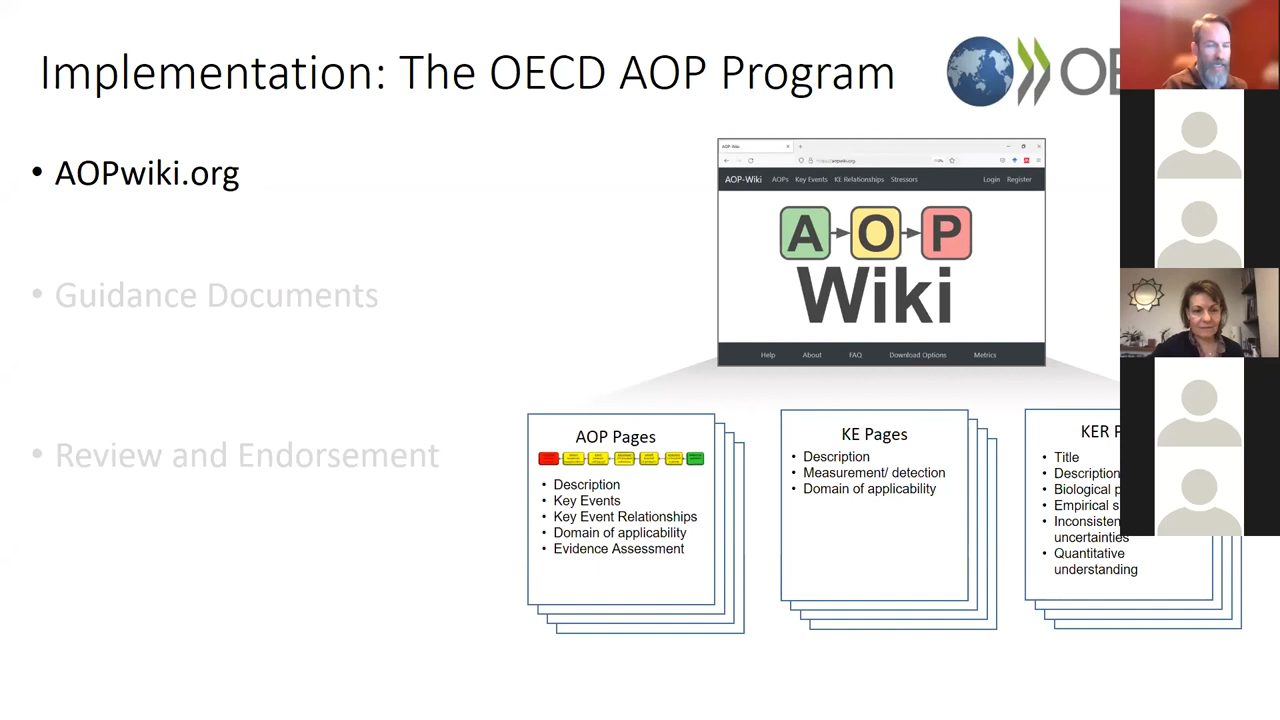 Implementation: The OECD AOP Program
• AOPwiki.org
• Guidance Documents
• Review and Endorsement
AOP-Wiki AOPs Key Events KE Relationships Stressors Login Register
A O P
Wiki
Help About FAQ Download Options Metrics
AOP Pages
• Description
• Key Events
• Key Event Relationships
• Domain of applicability
• Evidence Assessment
KE Pages
• Description
• Measurement/ detection
• Domain of applicability
KER
• Title
• Description
• Biological
• Empirical
uncertainties
• Quantitative
understanding